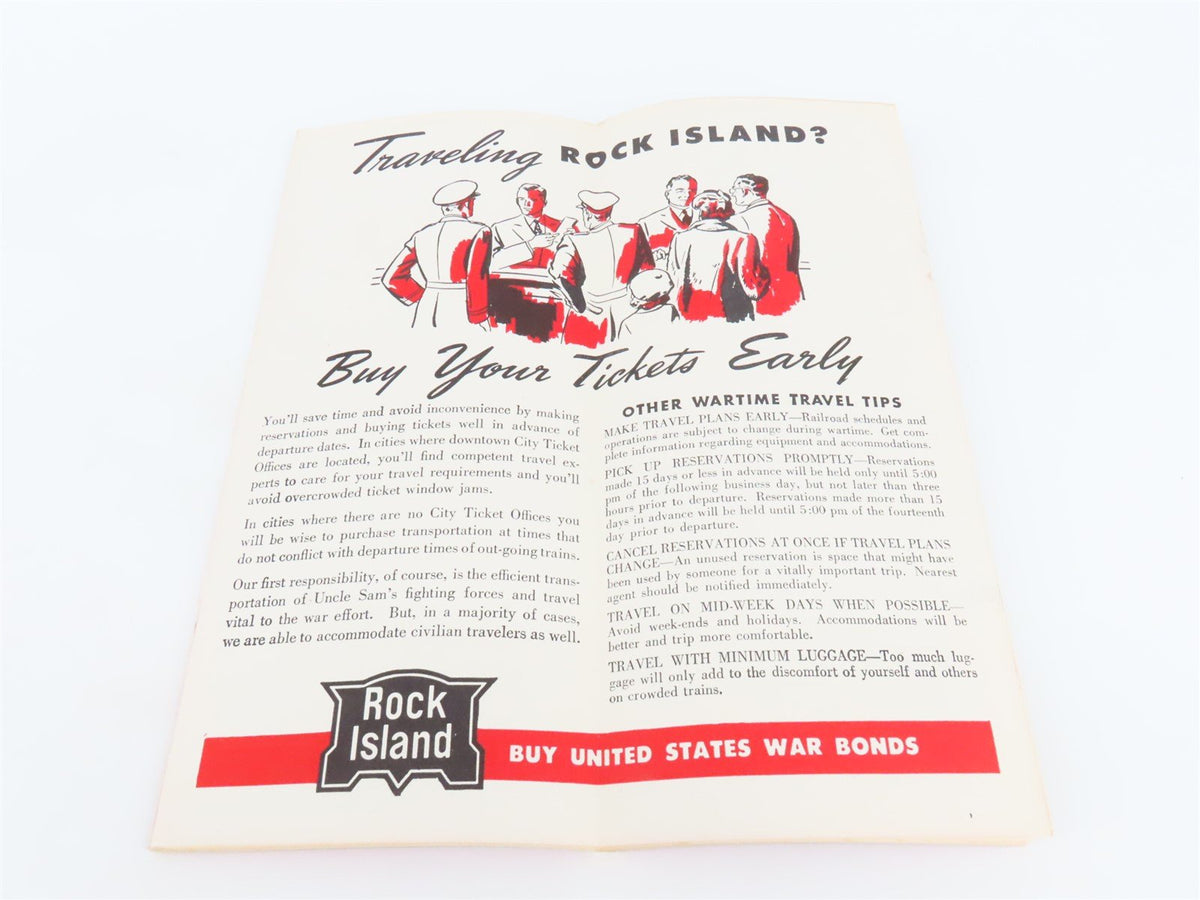 Traveling ROCK ISLAND?
Buy Your Tickets Early
You'll save time and avoid inconvenience by making
reservations and buying tickets well in advance of
departure dates. In cities where downtown City Ticket
Offices are located, you'll find competent travel ex-
perts to care for your travel requirements and you'll
avoid overcrowded ticket window jams.
In cities where there are no City Ticket Offices you
will be wise to purchase transportation at times that
do not conflict with departure times of out-going trains.
Our first responsibility, of course, is the efficient trans-
portation of Uncle Sam's fighting forces and travel
vital to the war effort. But, in a majority of cases,
we are able to accommodate civilian travelers as well.
OTHER WARTIME TRAVEL TIPS
MAKE TRAVEL PLANS EARLY—Railroad schedules and
operations are subject to change during wartime. Get com-
plete information regarding equipment and accommodations.
PICK UP RESERVATIONS PROMPTLY—Reservations
made 15 days or less in advance will be held only until 5:00
pm of the following business day, but not later than three
hours prior to departure. Reservations made more than 15
days in advance will be held until 5:00 pm of the fourteenth
day prior to departure.
CANCEL RESERVATIONS AT ONCE IF TRAVEL PLANS
CHANGE—An unused reservation is space that might have
been used by someone for a vitally important trip. Nearest
agent should be notified immediately.
TRAVEL ON MID-WEEK DAYS WHEN POSSIBLE—
Avoid week-ends and holidays. Accommodations will be
better and trip more comfortable.
TRAVEL WITH MINIMUM LUGGAGE—Too much lug-
gage will only add to the discomfort of yourself and others
on crowded trains.
Rock
Island
BUY UNITED STATES WAR BONDS